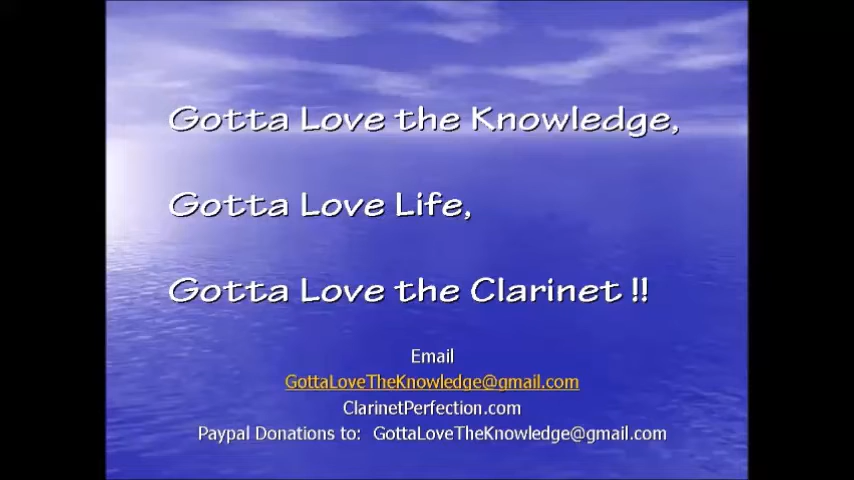 Gotta Love the Knowledge,
Gotta Love Life,
Gotta Love the Clarinet !!
Email
GottaLoveTheKnowledge@gmail.com
ClarinetPerfection.com
Paypal Donations to: GottaLoveTheKnowledge@gmail.com